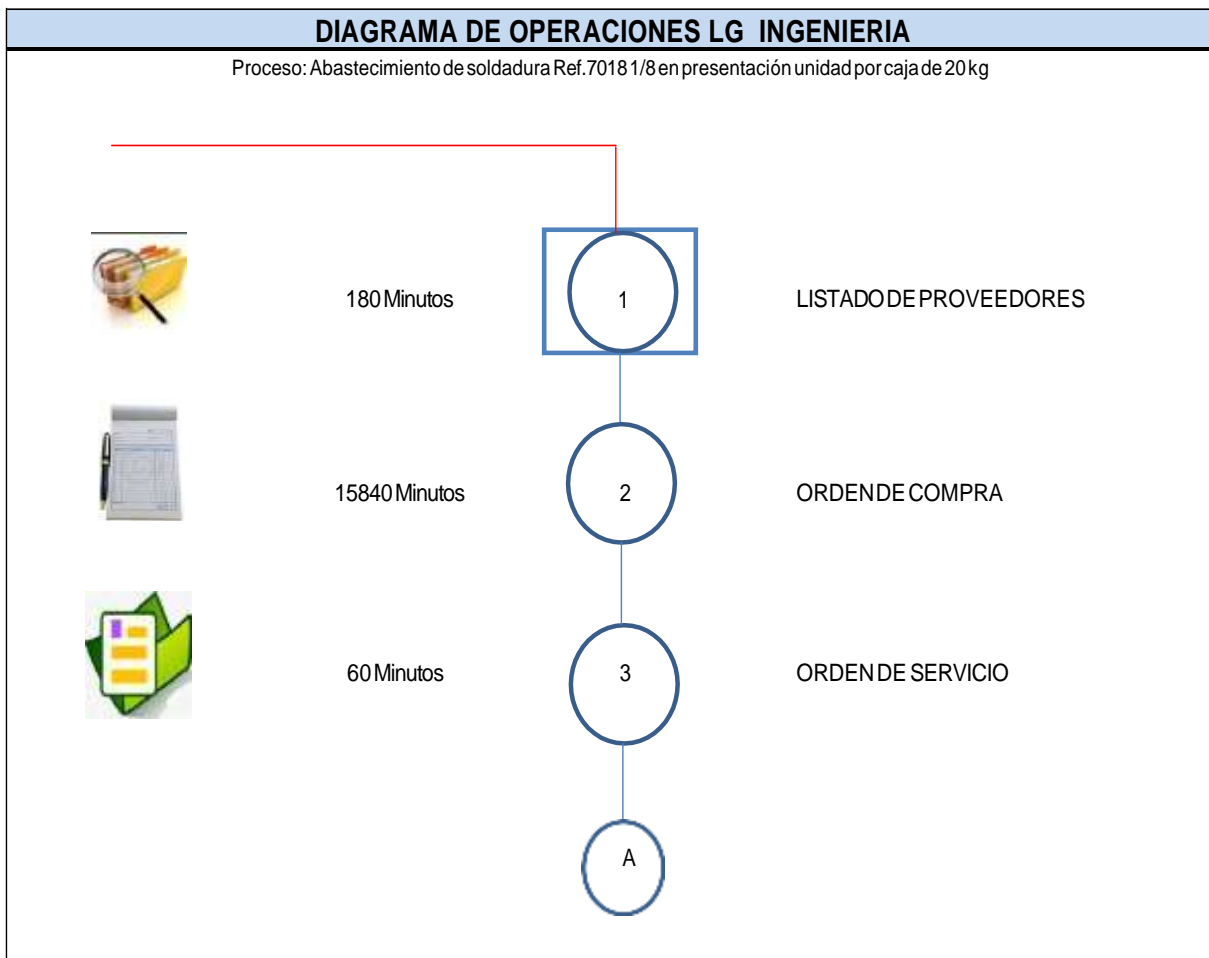 DIAGRAMA DE OPERACIONES LG INGENIERIA
Proceso: Abastecimiento de soldadura Ref.7018 1/8 en presentación unidad por caja de 20 kg
180 Minutos 1 LISTADO DE PROVEEDORES
15840 Minutos 2 ORDEN DE COMPRA
60 Minutos 3 ORDEN DE SERVICIO
A